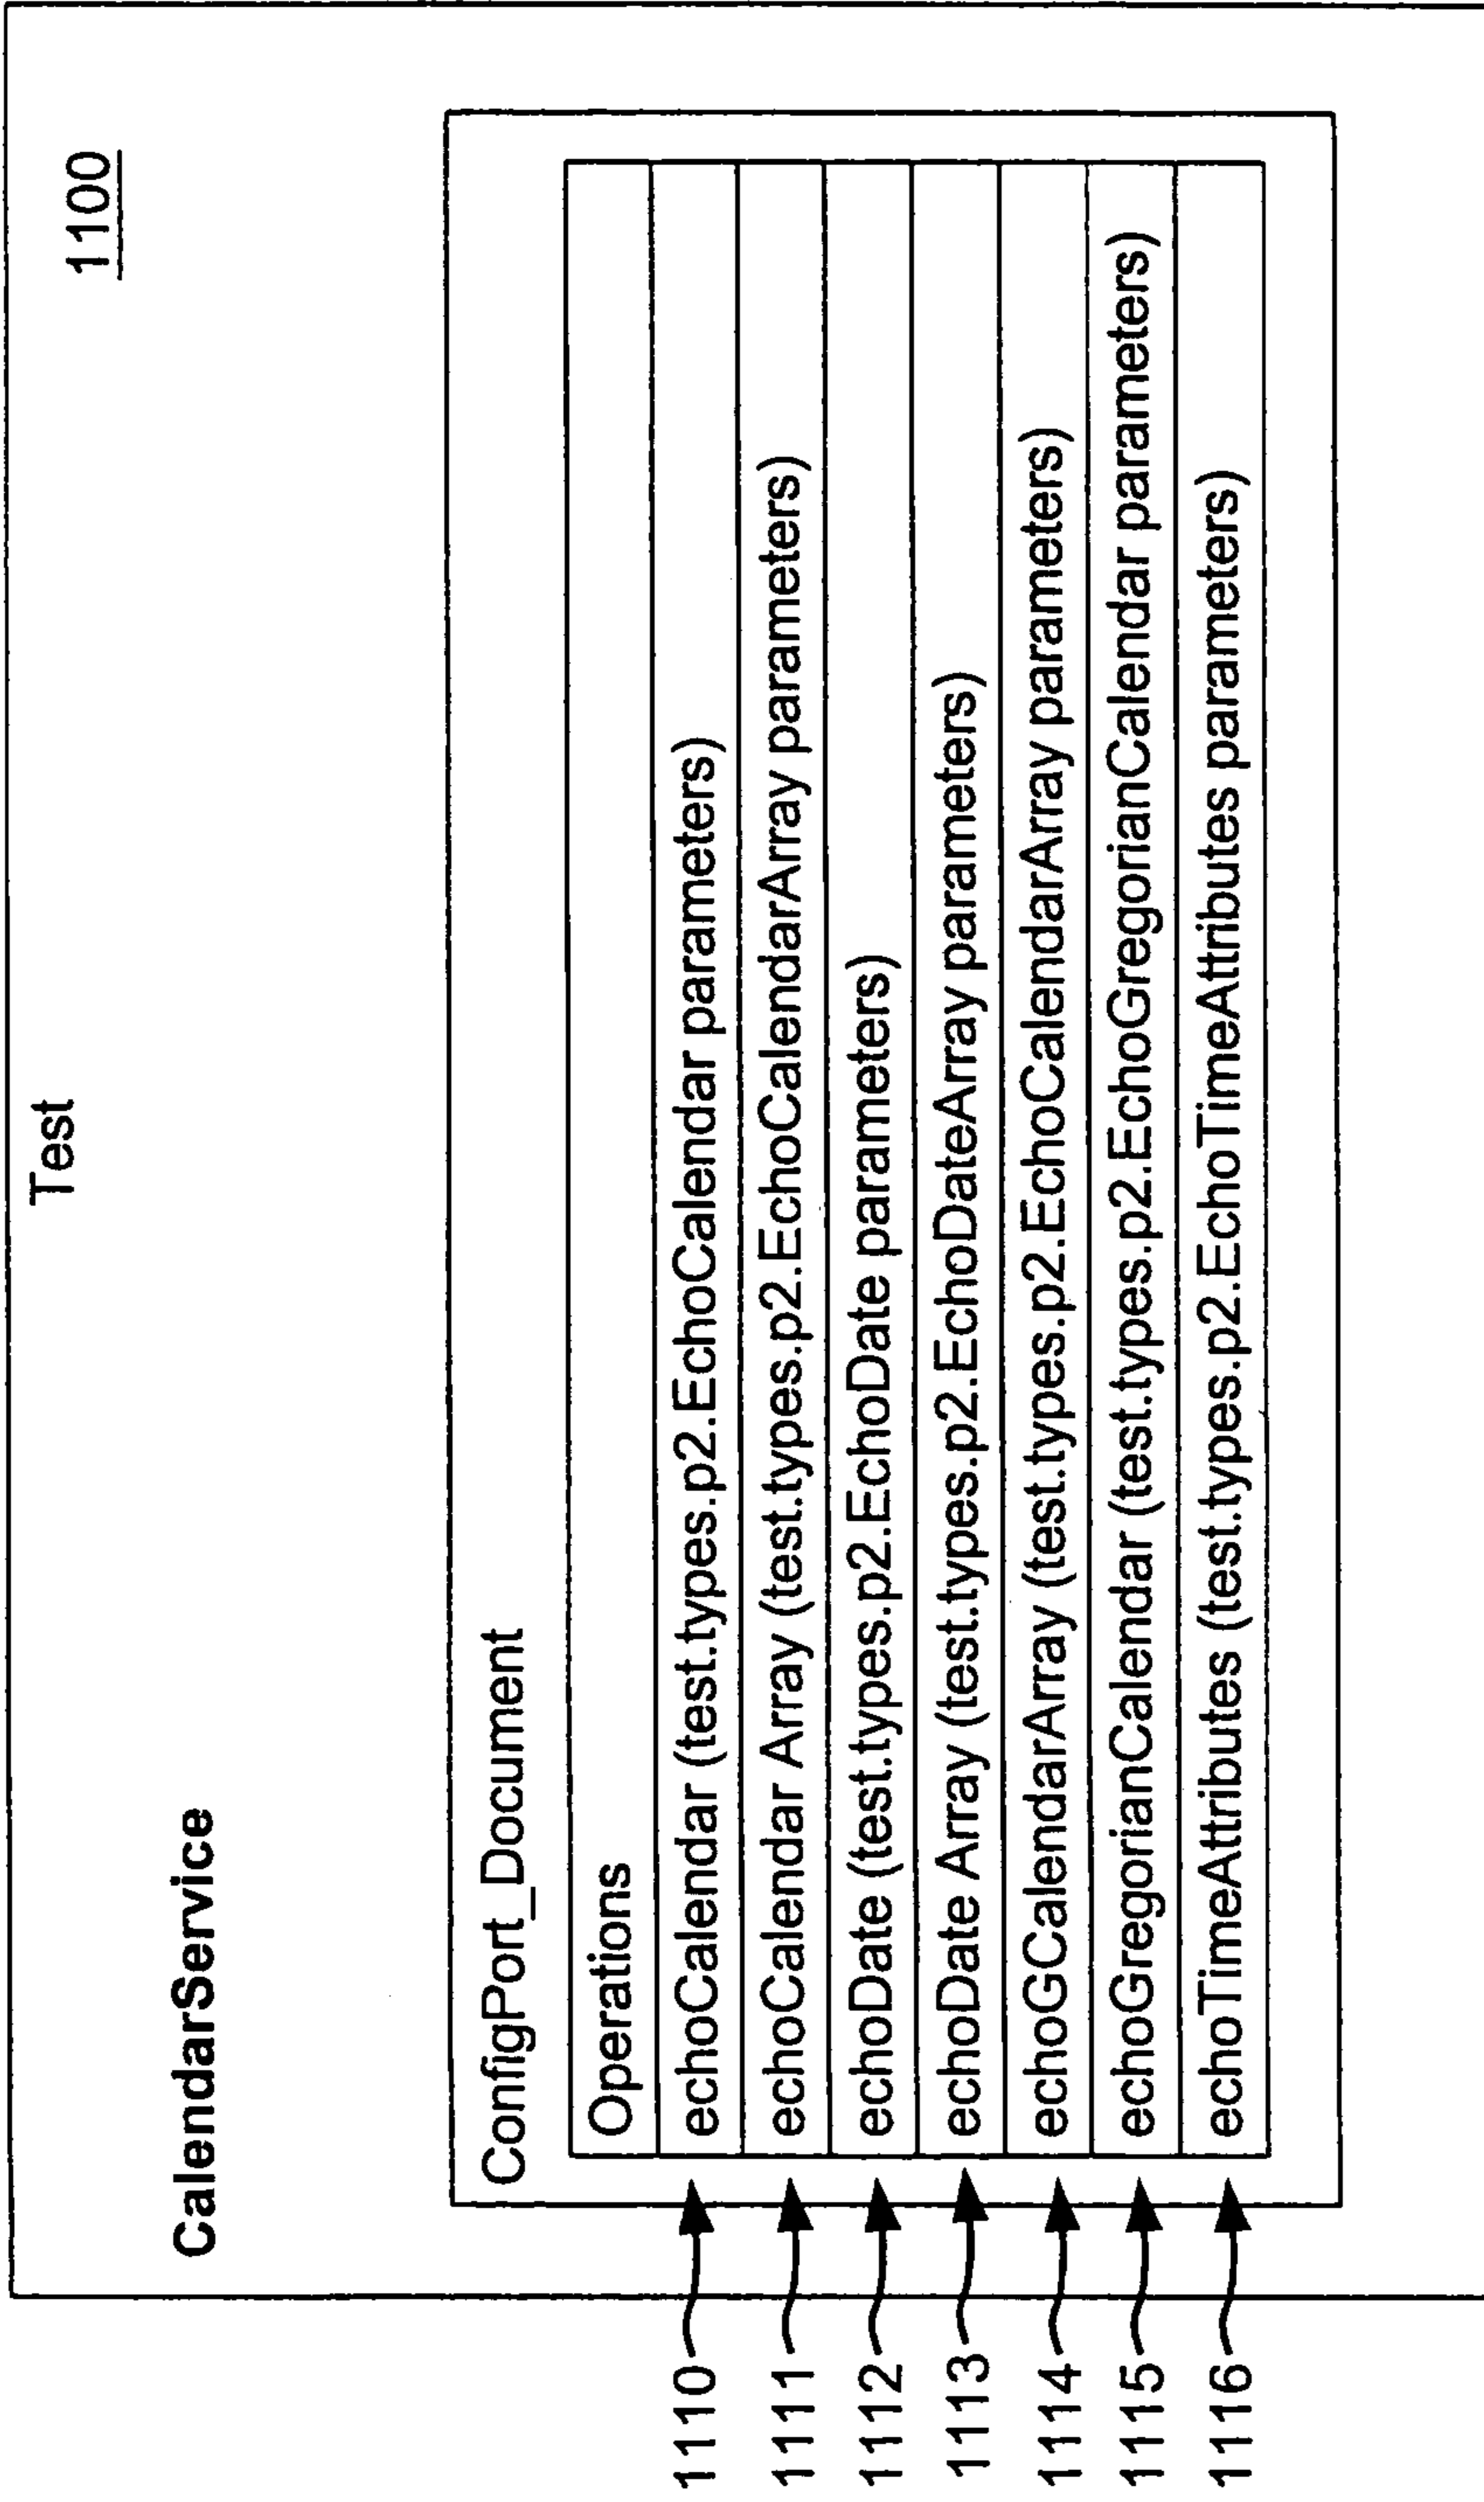 Test
1100
CalendarService
ConfigPort_Document
Operations
1110 echoCalendar (test.types.p2.EchoCalendar parameters)
1111 echoCalendar Array (test.types.p2.EchoCalendarArray parameters)
1112 echoDate (test.types.p2.EchoDate parameters)
1113 echoDate Array (test.types.p2.EchoDateArray parameters)
1114 echoGCalendarArray (test.types.p2.EchoCalendarArray parameters)
1115 echoGregorianCalendar (test.types.p2.EchoGregorianCalendar parameters)
1116 echoTimeAttributes (test.types.p2.EchoTimeAttributes parameters)